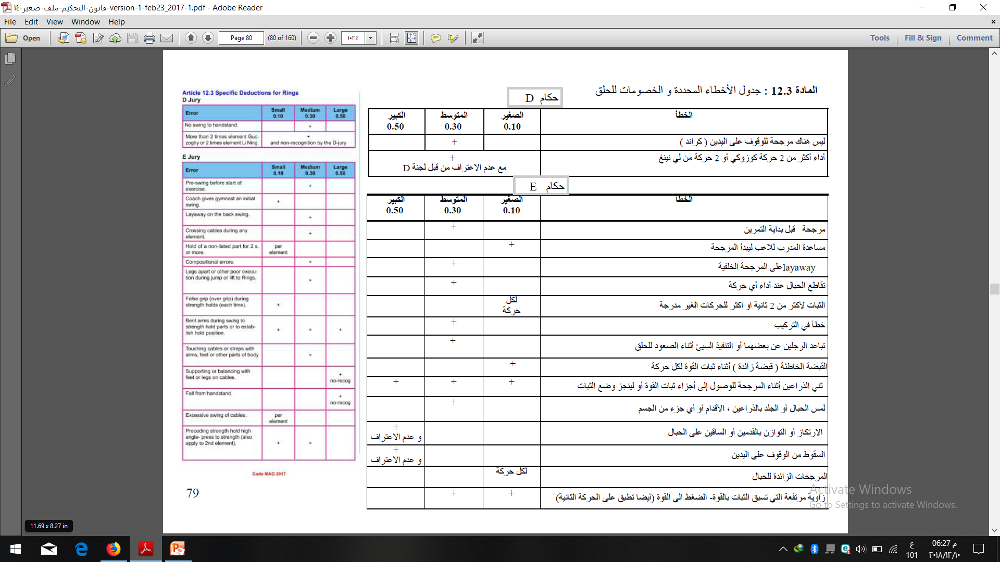 قانون-التحكيم-ملف-صغير-١٤-version-1-feb23_2017-1.pdf - Adobe Reader
File Edit View Window Help
Open Page 80 (80 of 160) ١٠٢٪ Tools Fill & Sign Comment
Article 12.3 Specific Deductions for Rings
D Jury
Error Small 0.10 Medium 0.30 Large 0.50
No swing to handstand. +
More than 2 times element Guc-
zoghy or 2 times element Li Ning. + and non-recognition by the D-jury
E Jury
Error Small 0.10 Medium 0.30 Large 0.50
Pre-swing before start of
exercise. +
Coach gives gymnast an initial
swing. +
Layaway on the back swing. +
Crossing cables during any
element. +
Hold of a non-listed part for 2 s.
or more. per element
Compositional errors. +
Legs apart or other poor execu-
tion during jump or lift to Rings. +
False grip (over grip) during
strength holds (each time). +
Bent arms during swing to
strength hold parts or to estab-
lish hold position. + + +
Touching cables or straps with
arms, feet or other parts of body +
Supporting or balancing with
feet or legs on cables. + no-recog
Fall from handstand. + no-recog
Excessive swing of cables. per element
Preceding strength hold high
angle- press to strength (also
apply to 2nd element). + +
Code MAG 2017
79
المادة 12.3 : جدول الأخطاء المحددة و الخصومات للحلق
حكام D
الخطأ الصغير 0.10 المتوسط 0.30 الكبير 0.50
ليس هناك مرجحة للوقوف على اليدين ( كراند ) +
أداء أكثر من 2 حركة كوزوكي أو 2 حركة من لي نينغ + مع عدم الاعتراف من قبل لجنة D
حكام E
الخطأ الصغير 0.10 المتوسط 0.30 الكبير 0.50
مرجحة قبل بداية التمرين +
مساعدة المدرب للاعب ليبدأ المرجحة +
layawayعلى المرجحة الخلفية +
تقاطع الحبال عند أداء أي حركة +
الثبات لأكثر من 2 ثانية او اكثر للحركات الغير مدرجة لكل حركة
خطأ في التركيب +
تباعد الرجلين عن بعضهما أو التنفيذ السيئ أثناء الصعود للحلق +
القبضة الخاطئة ( قبضة زائدة ) أثناء ثبات القوة لكل حركة +
ثني الذراعين أثناء المرجحة للوصول إلى أجزاء ثبات القوة أو لينجز وضع الثبات + + +
لمس الحبال أو الجلد بالذراعين ، الأقدام أو أي جزء من الجسم +
الارتكاز أو التوازن بالقدمين أو الساقين على الحبال + و عدم الاعتراف
السقوط من الوقوف على اليدين + و عدم الاعتراف
المرجحات الزائدة للحبال لكل حركة
زاوية مرتفعة التي تسبق الثبات بالقوة- الضغط الى القوة (أيضا تطبق على الحركة الثانية) + +
Activate Windows
Go to Settings to activate Windows.
11.69 x 8.27 in
ع
101
06:27 م
٢٠١٨/١٢/١٠